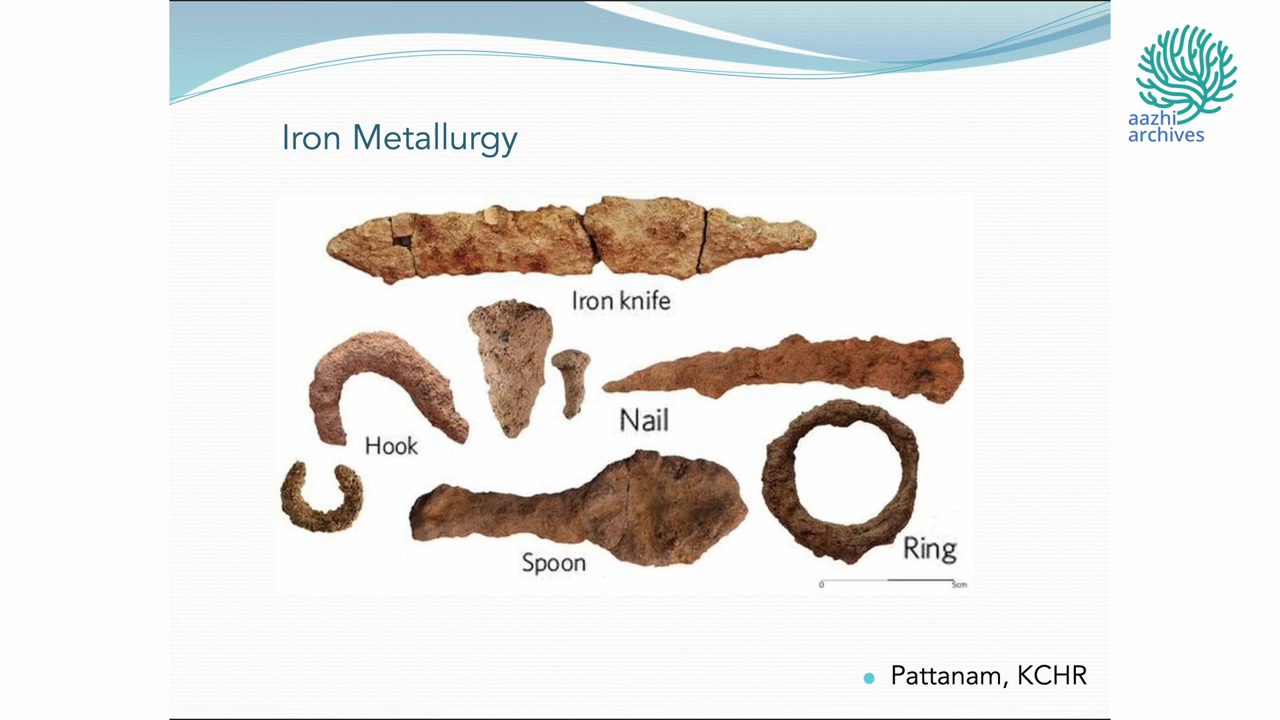 aazhi
archives
Iron Metallurgy
Iron knife
Nail
Hook
Spoon
Ring
0 5cm
Pattanam, KCHR